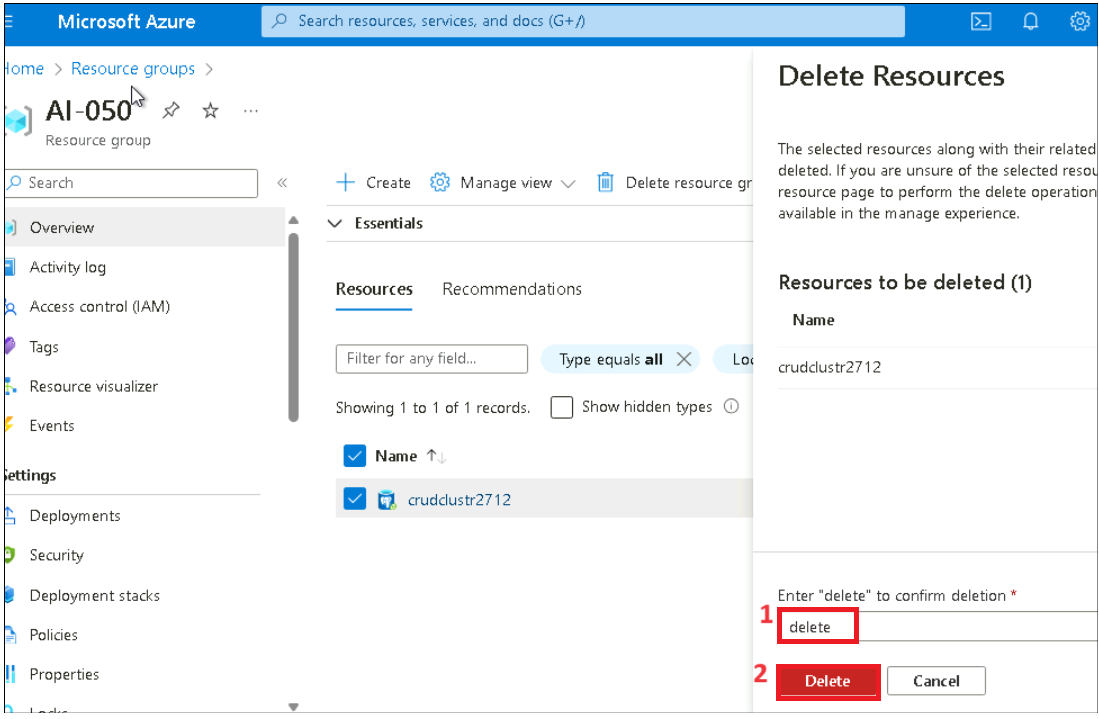 Microsoft Azure
Search resources, services, and docs (G+/)
Home > Resource groups >
AI-050
Resource group
Search
Overview
Activity log
Access control (IAM)
Tags
Resource visualizer
Events
Settings
Deployments
Security
Deployment stacks
Policies
Properties
Locks
Create Manage view Delete resource gr
Essentials
Resources Recommendations
Filter for any field... Type equals all Loc
Showing 1 to 1 of 1 records. Show hidden types
Name
crudclustr2712
Delete Resources
The selected resources along with their related
deleted. If you are unsure of the selected resou
resource page to perform the delete operation
available in the manage experience.
Resources to be deleted (1)
Name
crudclustr2712
Enter "delete" to confirm deletion *
1 delete
2 Delete Cancel